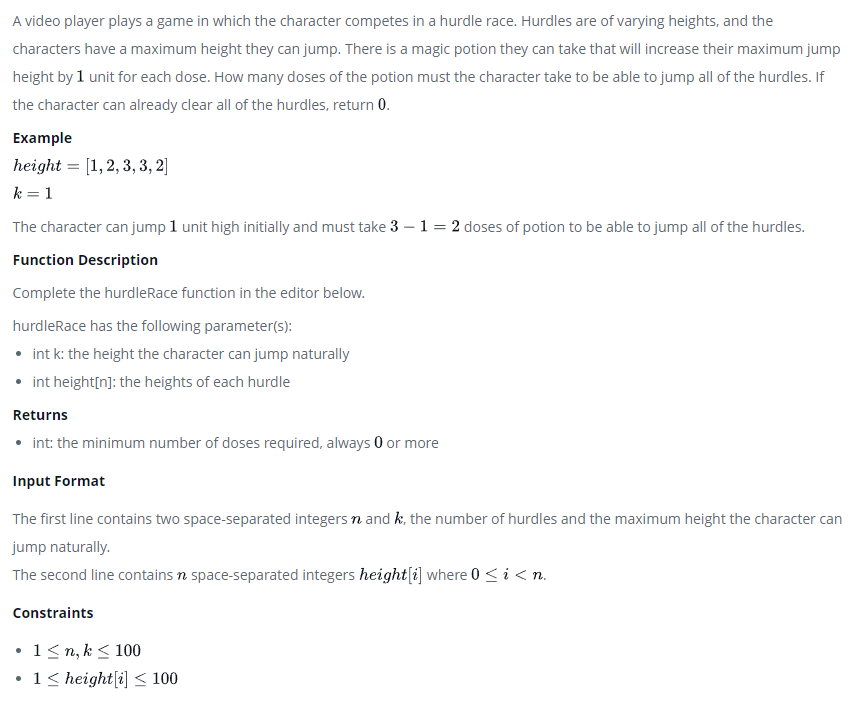 A video player plays a game in which the character competes in a hurdle race. Hurdles are of varying heights, and the
characters have a maximum height they can jump. There is a magic potion they can take that will increase their maximum jump
height by 1 unit for each dose. How many doses of the potion must the character take to be able to jump all of the hurdles. If
the character can already clear all of the hurdles, return 0.
Example
height = [1, 2, 3, 3, 2]
k = 1
The character can jump 1 unit high initially and must take 3 − 1 = 2 doses of potion to be able to jump all of the hurdles.
Function Description
Complete the hurdleRace function in the editor below.
hurdleRace has the following parameter(s):
• int k: the height the character can jump naturally
• int height[n]: the heights of each hurdle
Returns
• int: the minimum number of doses required, always 0 or more
Input Format
The first line contains two space-separated integers n and k, the number of hurdles and the maximum height the character can
jump naturally.
The second line contains n space-separated integers height[i] where 0 ≤ i < n.
Constraints
• 1 ≤ n, k ≤ 100
• 1 ≤ height[i] ≤ 100